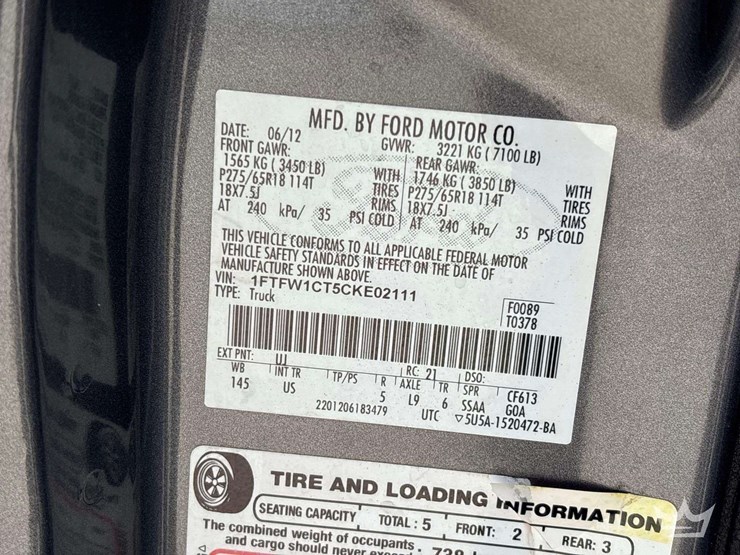 MFD. BY FORD MOTOR CO.
DATE: 06/12 GVWR: 3221 KG ( 7100 LB)
FRONT GAWR: REAR GAWR:
1565 KG ( 3450 LB) WITH 1746 KG ( 3850 LB) WITH
P275/65R18 114T TIRES P275/65R18 114T TIRES
18X7.5J RIMS 18X7.5J RIMS
AT 240 kPa/ 35 PSI COLD AT 240 kPa/ 35 PSI COLD
THIS VEHICLE CONFORMS TO ALL APPLICABLE FEDERAL MOTOR
VEHICLE SAFETY STANDARDS IN EFFECT ON THE DATE OF
MANUFACTURE SHOWN ABOVE.
VIN: 1FTFW1CT5CKE02111
TYPE: Truck
F0089
T0378
EXT PNT: UJ RC: 21 DSO:
WB INT TR TP/PS R AXLE TR SPR CF613
145 US 5 L9 6 SSAA GOA
2201206183479 UTC ▽5U5A-1520472-BA
TIRE AND LOADING INFORMATION
SEATING CAPACITY TOTAL : 5 FRONT: 2 REAR: 3
The combined weight of occupants
and cargo should never